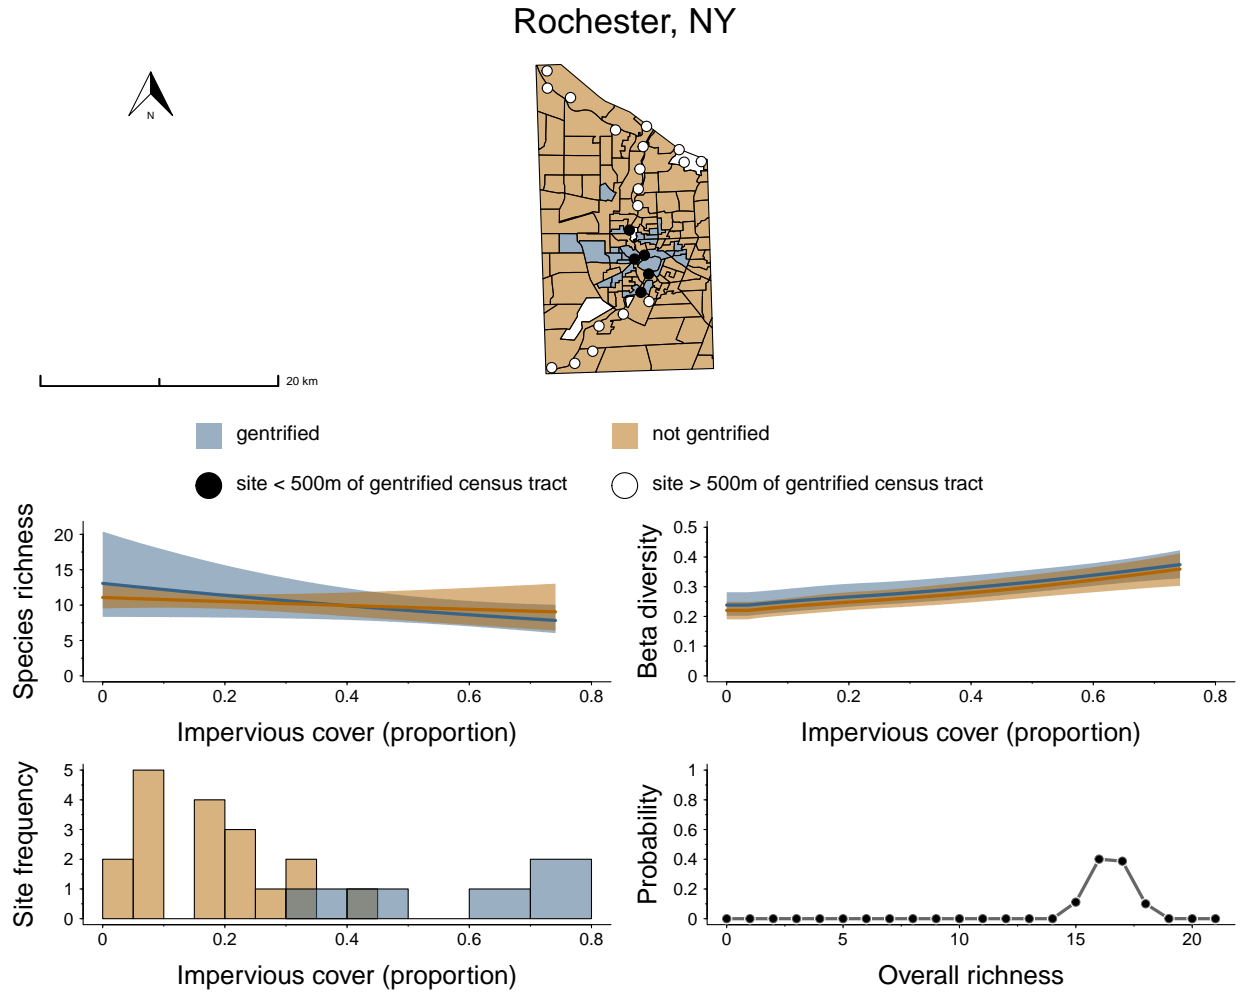 Rochester, NY
N
20 km
gentrified
not gentrified
site < 500m of gentrified census tract
site > 500m of gentrified census tract
Species richness
20
15
10
5
0
0 0.2 0.4 0.6 0.8
Impervious cover (proportion)
Beta diversity
0.5
0.4
0.3
0.2
0.1
0
0 0.2 0.4 0.6 0.8
Impervious cover (proportion)
Site frequency
5
4
3
2
1
0
0 0.2 0.4 0.6 0.8
Impervious cover (proportion)
Probability
1
0.8
0.6
0.4
0.2
0
0 5 10 15 20
Overall richness